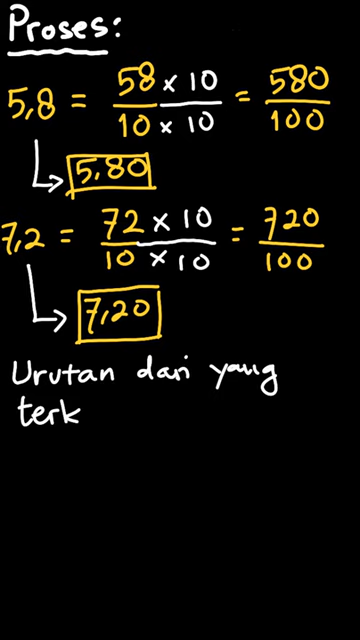 Proses:
5,8 = 58 × 10 / 10 × 10 = 580 / 100
5,80
7,2 = 72 × 10 / 10 × 10 = 720 / 100
7,20
Urutan dari yang
terk